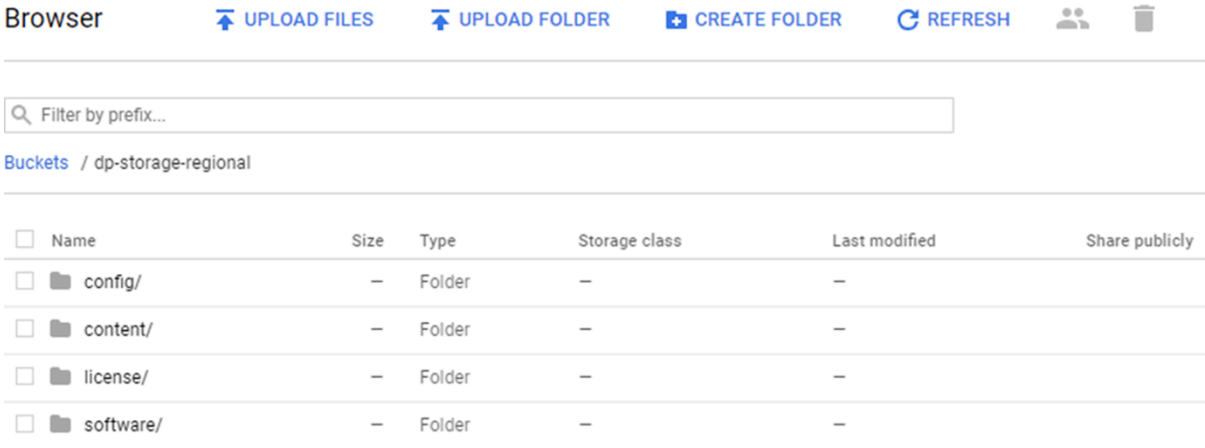 Browser UPLOAD FILES UPLOAD FOLDER CREATE FOLDER REFRESH
Filter by prefix...
Buckets / dp-storage-regional
Name Size Type Storage class Last modified Share publicly
config/ — Folder — —
content/ — Folder — —
license/ — Folder — —
software/ — Folder — —